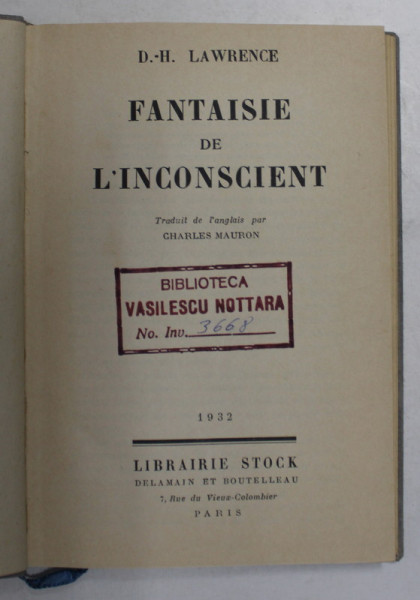 D.-H. LAWRENCE
FANTAISIE
DE
L'INCONSCIENT
Traduit de l'anglais par
CHARLES MAURON
BIBLIOTECA
VASILESCU NOTTARA
No. Inv. 3668
1932
LIBRAIRIE STOCK
DELAMAIN ET BOUTELLEAU
7, Rue du Vieux-Colombier
PARIS